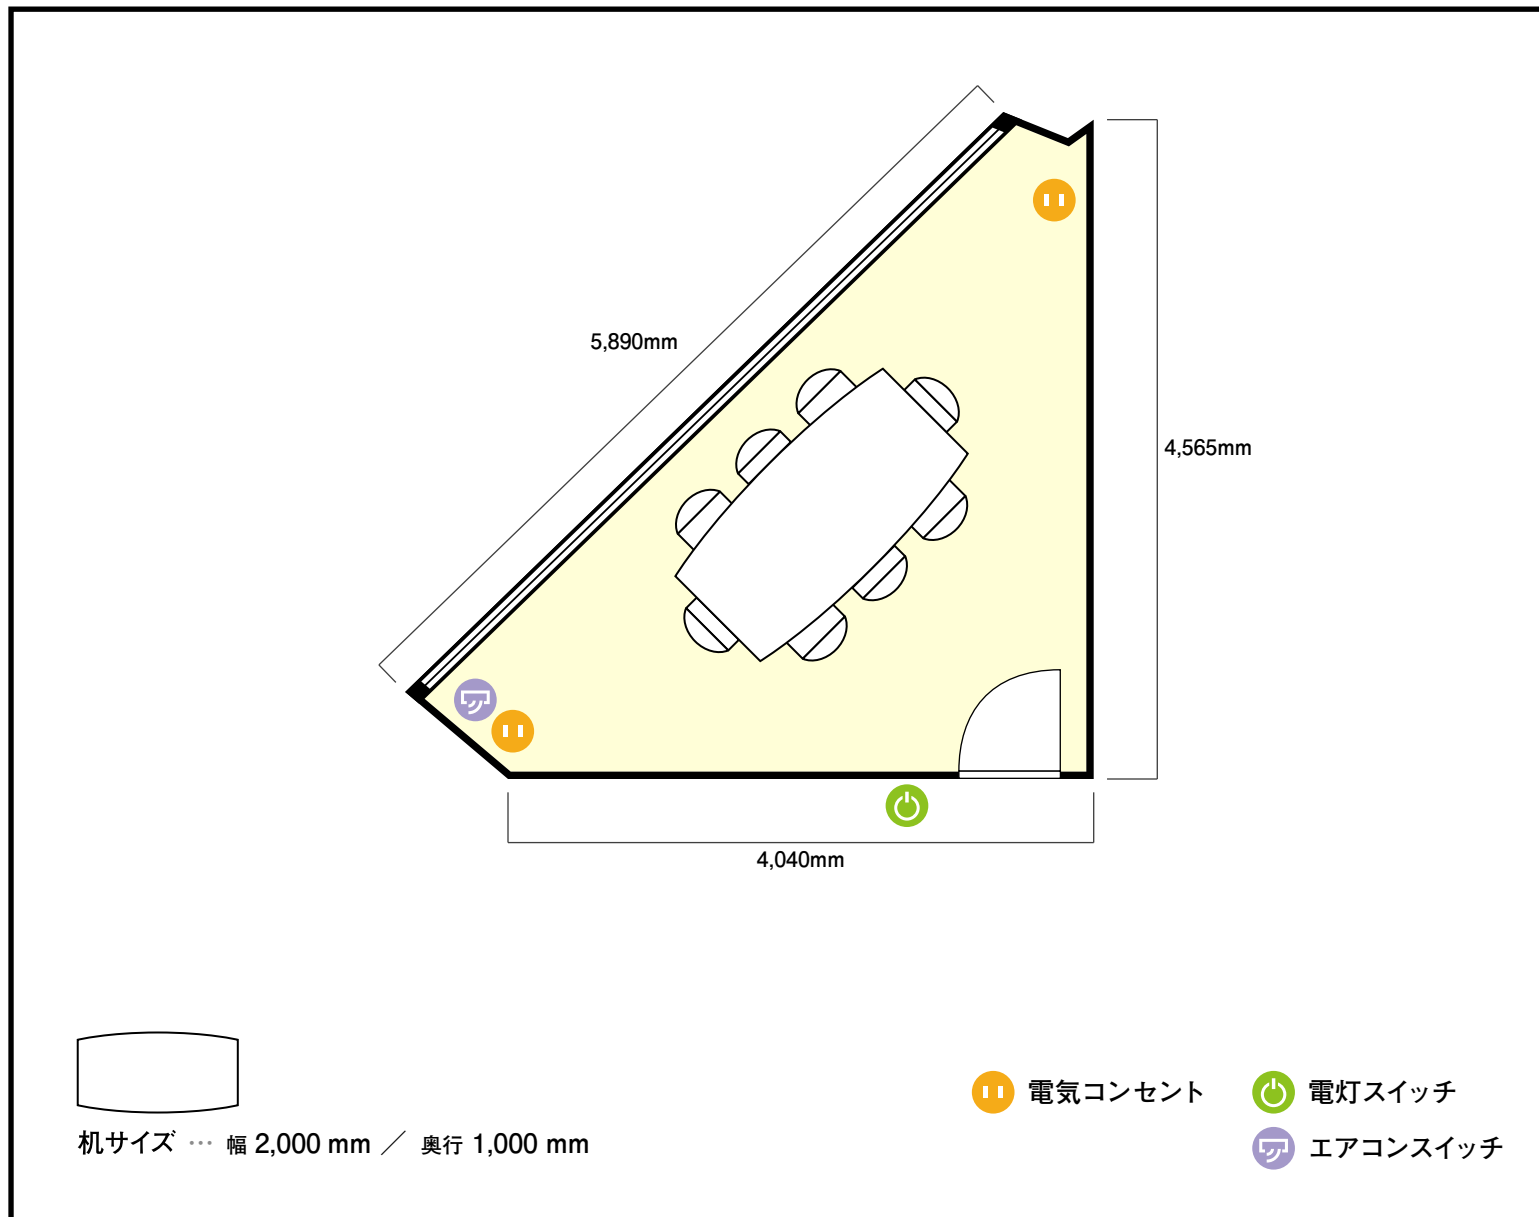 5,890mm
4,565mm
4,040mm
電気コンセント
電灯スイッチ
エアコンスイッチ
机サイズ … 幅 2,000 mm ／ 奥行 1,000 mm